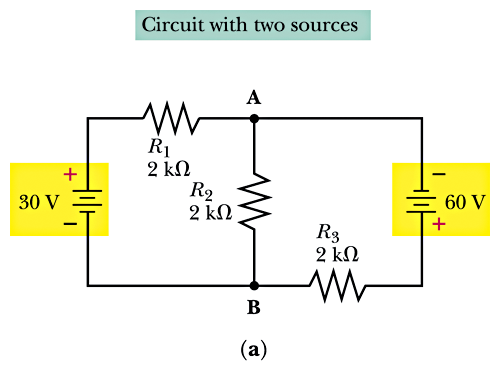 Circuit with two sources
A
R1
2 kΩ
+
30 V
−
R2
2 kΩ
−
60 V
+
R3
2 kΩ
B
(a)